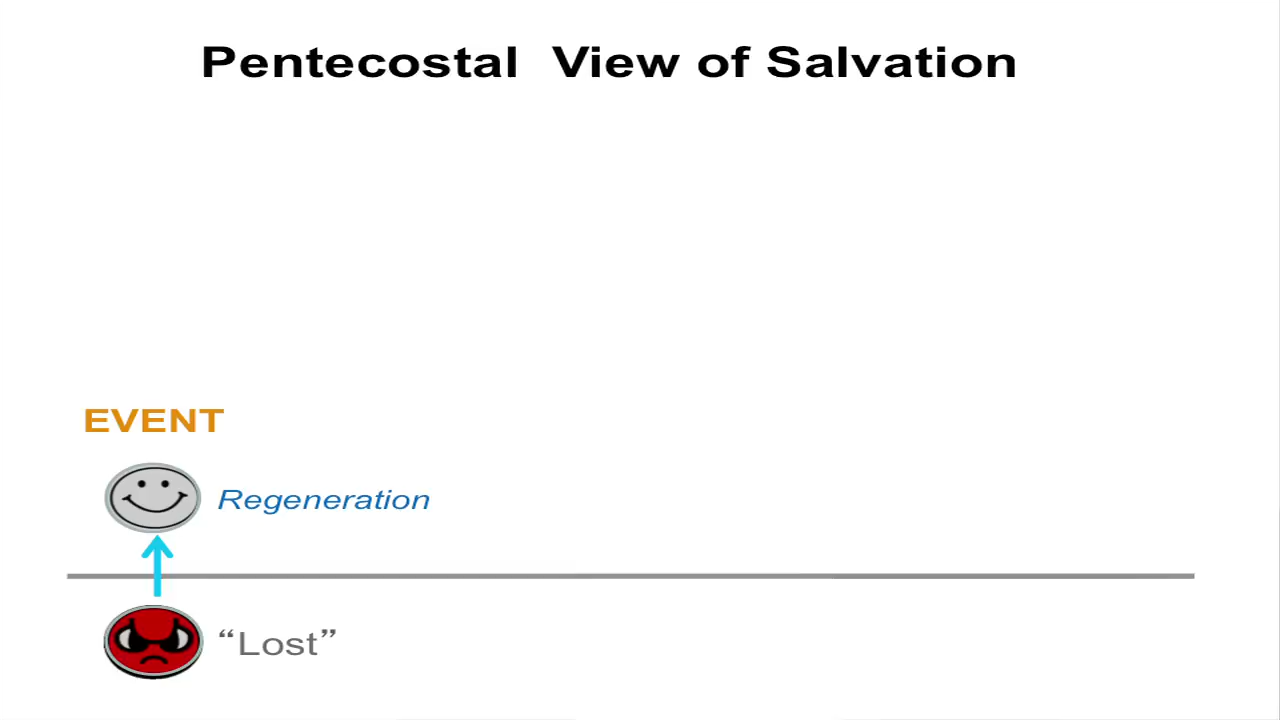 Pentecostal View of Salvation
EVENT
Regeneration
“Lost”